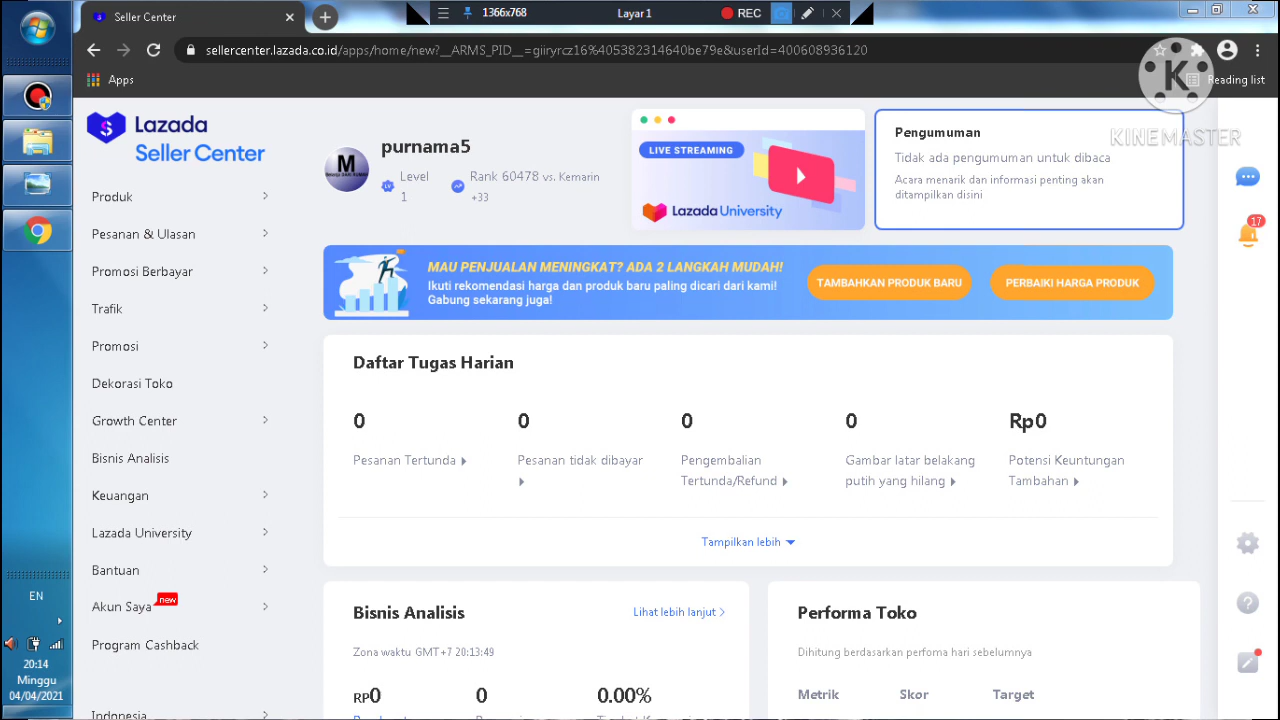 Seller Center
1366x768
Layar 1
REC
sellercenter.lazada.co.id/apps/home/new?__ARMS_PID__=giiryrcz16%405382314640be79e&userId=400608936120
Apps
Reading list
K
KINEMASTER
Lazada
Seller Center
Produk
Pesanan & Ulasan
Promosi Berbayar
Trafik
Promosi
Dekorasi Toko
Growth Center
Bisnis Analisis
Keuangan
Lazada University
Bantuan
Akun Saya new
Program Cashback
Indonesia
M
purnama5
Level
1
Rank 60478 vs. Kemarin
+33
LIVE STREAMING
Lazada University
Pengumuman
Tidak ada pengumuman untuk dibaca
Acara menarik dan informasi penting akan
ditampilkan disini
17
MAU PENJUALAN MENINGKAT? ADA 2 LANGKAH MUDAH!
Ikuti rekomendasi harga dan produk baru paling dicari dari kami!
Gabung sekarang juga!
TAMBAHKAN PRODUK BARU
PERBAIKI HARGA PRODUK
Daftar Tugas Harian
0
Pesanan Tertunda
0
Pesanan tidak dibayar
0
Pengembalian
Tertunda/Refund
0
Gambar latar belakang
putih yang hilang
Rp0
Potensi Keuntungan
Tambahan
Tampilkan lebih
Bisnis Analisis
Lihat lebih lanjut
Zona waktu GMT+7 20:13:49
RP0
0
0.00%
Performa Toko
Dihitung berdasarkan perfoma hari sebelumnya
Metrik
Skor
Target
EN
20:14
Minggu
04/04/2021